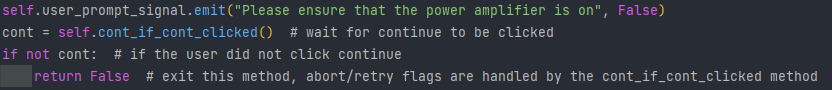 self.user_prompt_signal.emit("Please ensure that the power amplifier is on", False)
cont = self.cont_if_cont_clicked()  # wait for continue to be clicked
if not cont:  # if the user did not click continue
    return False  # exit this method, abort/retry flags are handled by the cont_if_cont_clicked method